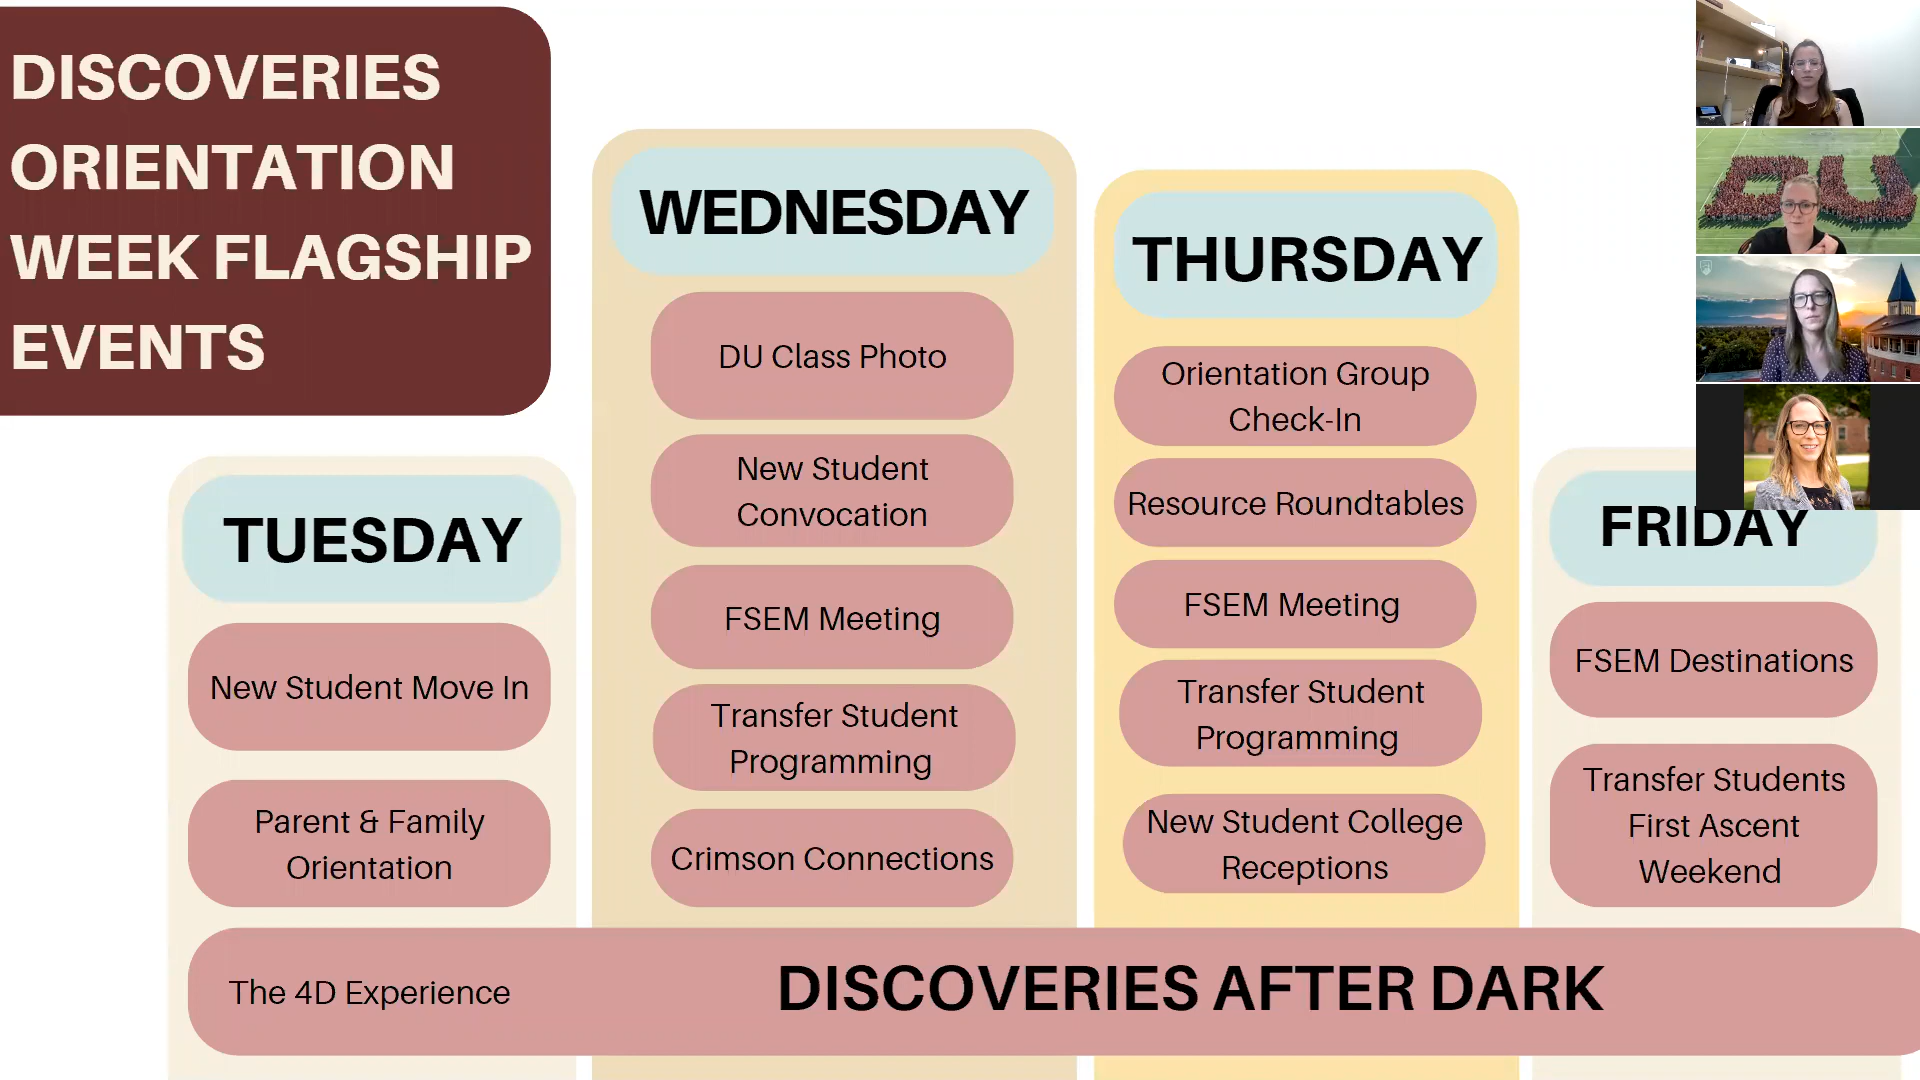 DISCOVERIES
ORIENTATION
WEEK FLAGSHIP
EVENTS
TUESDAY
New Student Move In
Parent & Family
Orientation
The 4D Experience
WEDNESDAY
DU Class Photo
New Student
Convocation
FSEM Meeting
Transfer Student
Programming
Crimson Connections
THURSDAY
Orientation Group
Check-In
Resource Roundtables
FSEM Meeting
Transfer Student
Programming
New Student College
Receptions
FRIDAY
FSEM Destinations
Transfer Students
First Ascent
Weekend
DISCOVERIES AFTER DARK
DU